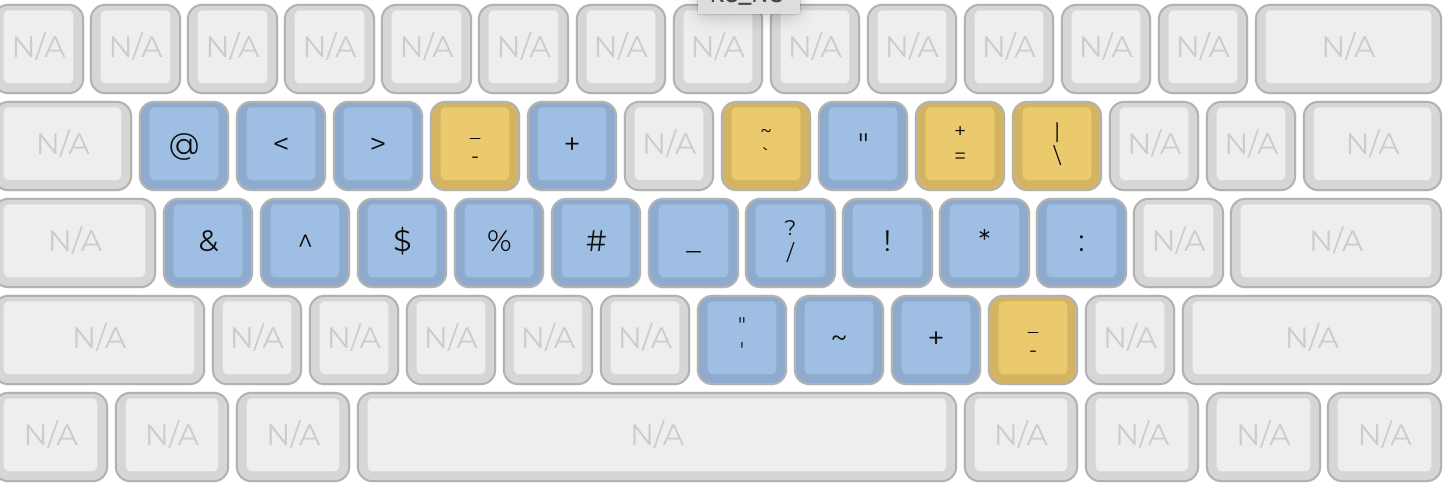 N/A N/A N/A N/A N/A N/A N/A N/A N/A N/A N/A N/A N/A N/A
N/A @ < > _ - + N/A ~ ` " + = | \ N/A N/A N/A
N/A & ^ $ % # _ ? / ! * : N/A N/A
N/A N/A N/A N/A N/A N/A " ' ~ + _ - N/A N/A
N/A N/A N/A N/A N/A N/A N/A N/A